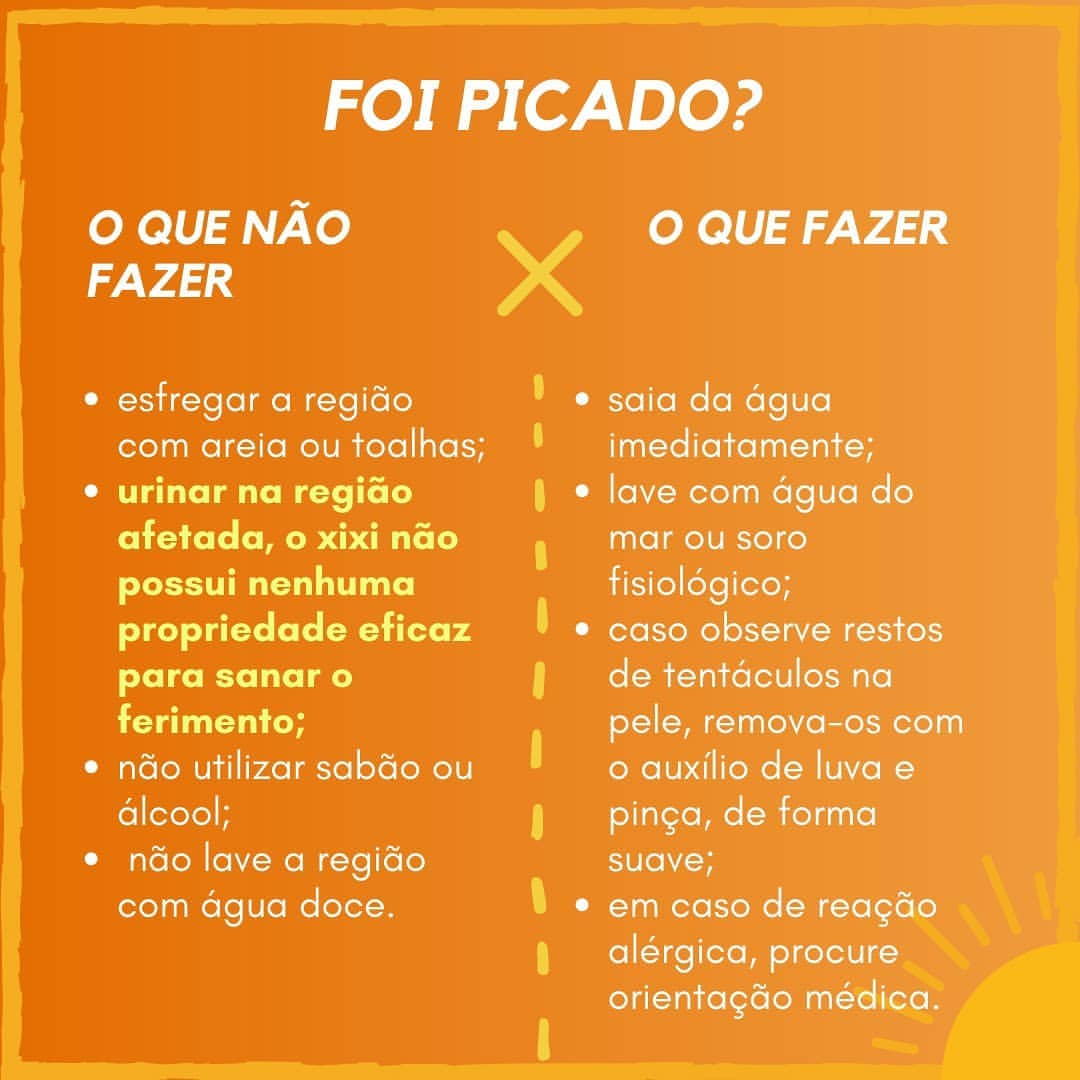 FOI PICADO?
O QUE NÃO
FAZER
• esfregar a região
com areia ou toalhas;
• urinar na região
afetada, o xixi não
possui nenhuma
propriedade eficaz
para sanar o
ferimento;
• não utilizar sabão ou
álcool;
• não lave a região
com água doce.
O QUE FAZER
• saia da água
imediatamente;
• lave com água do
mar ou soro
fisiológico;
• caso observe restos
de tentáculos na
pele, remova-os com
o auxílio de luva e
pinça, de forma
suave;
• em caso de reação
alérgica, procure
orientação médica.